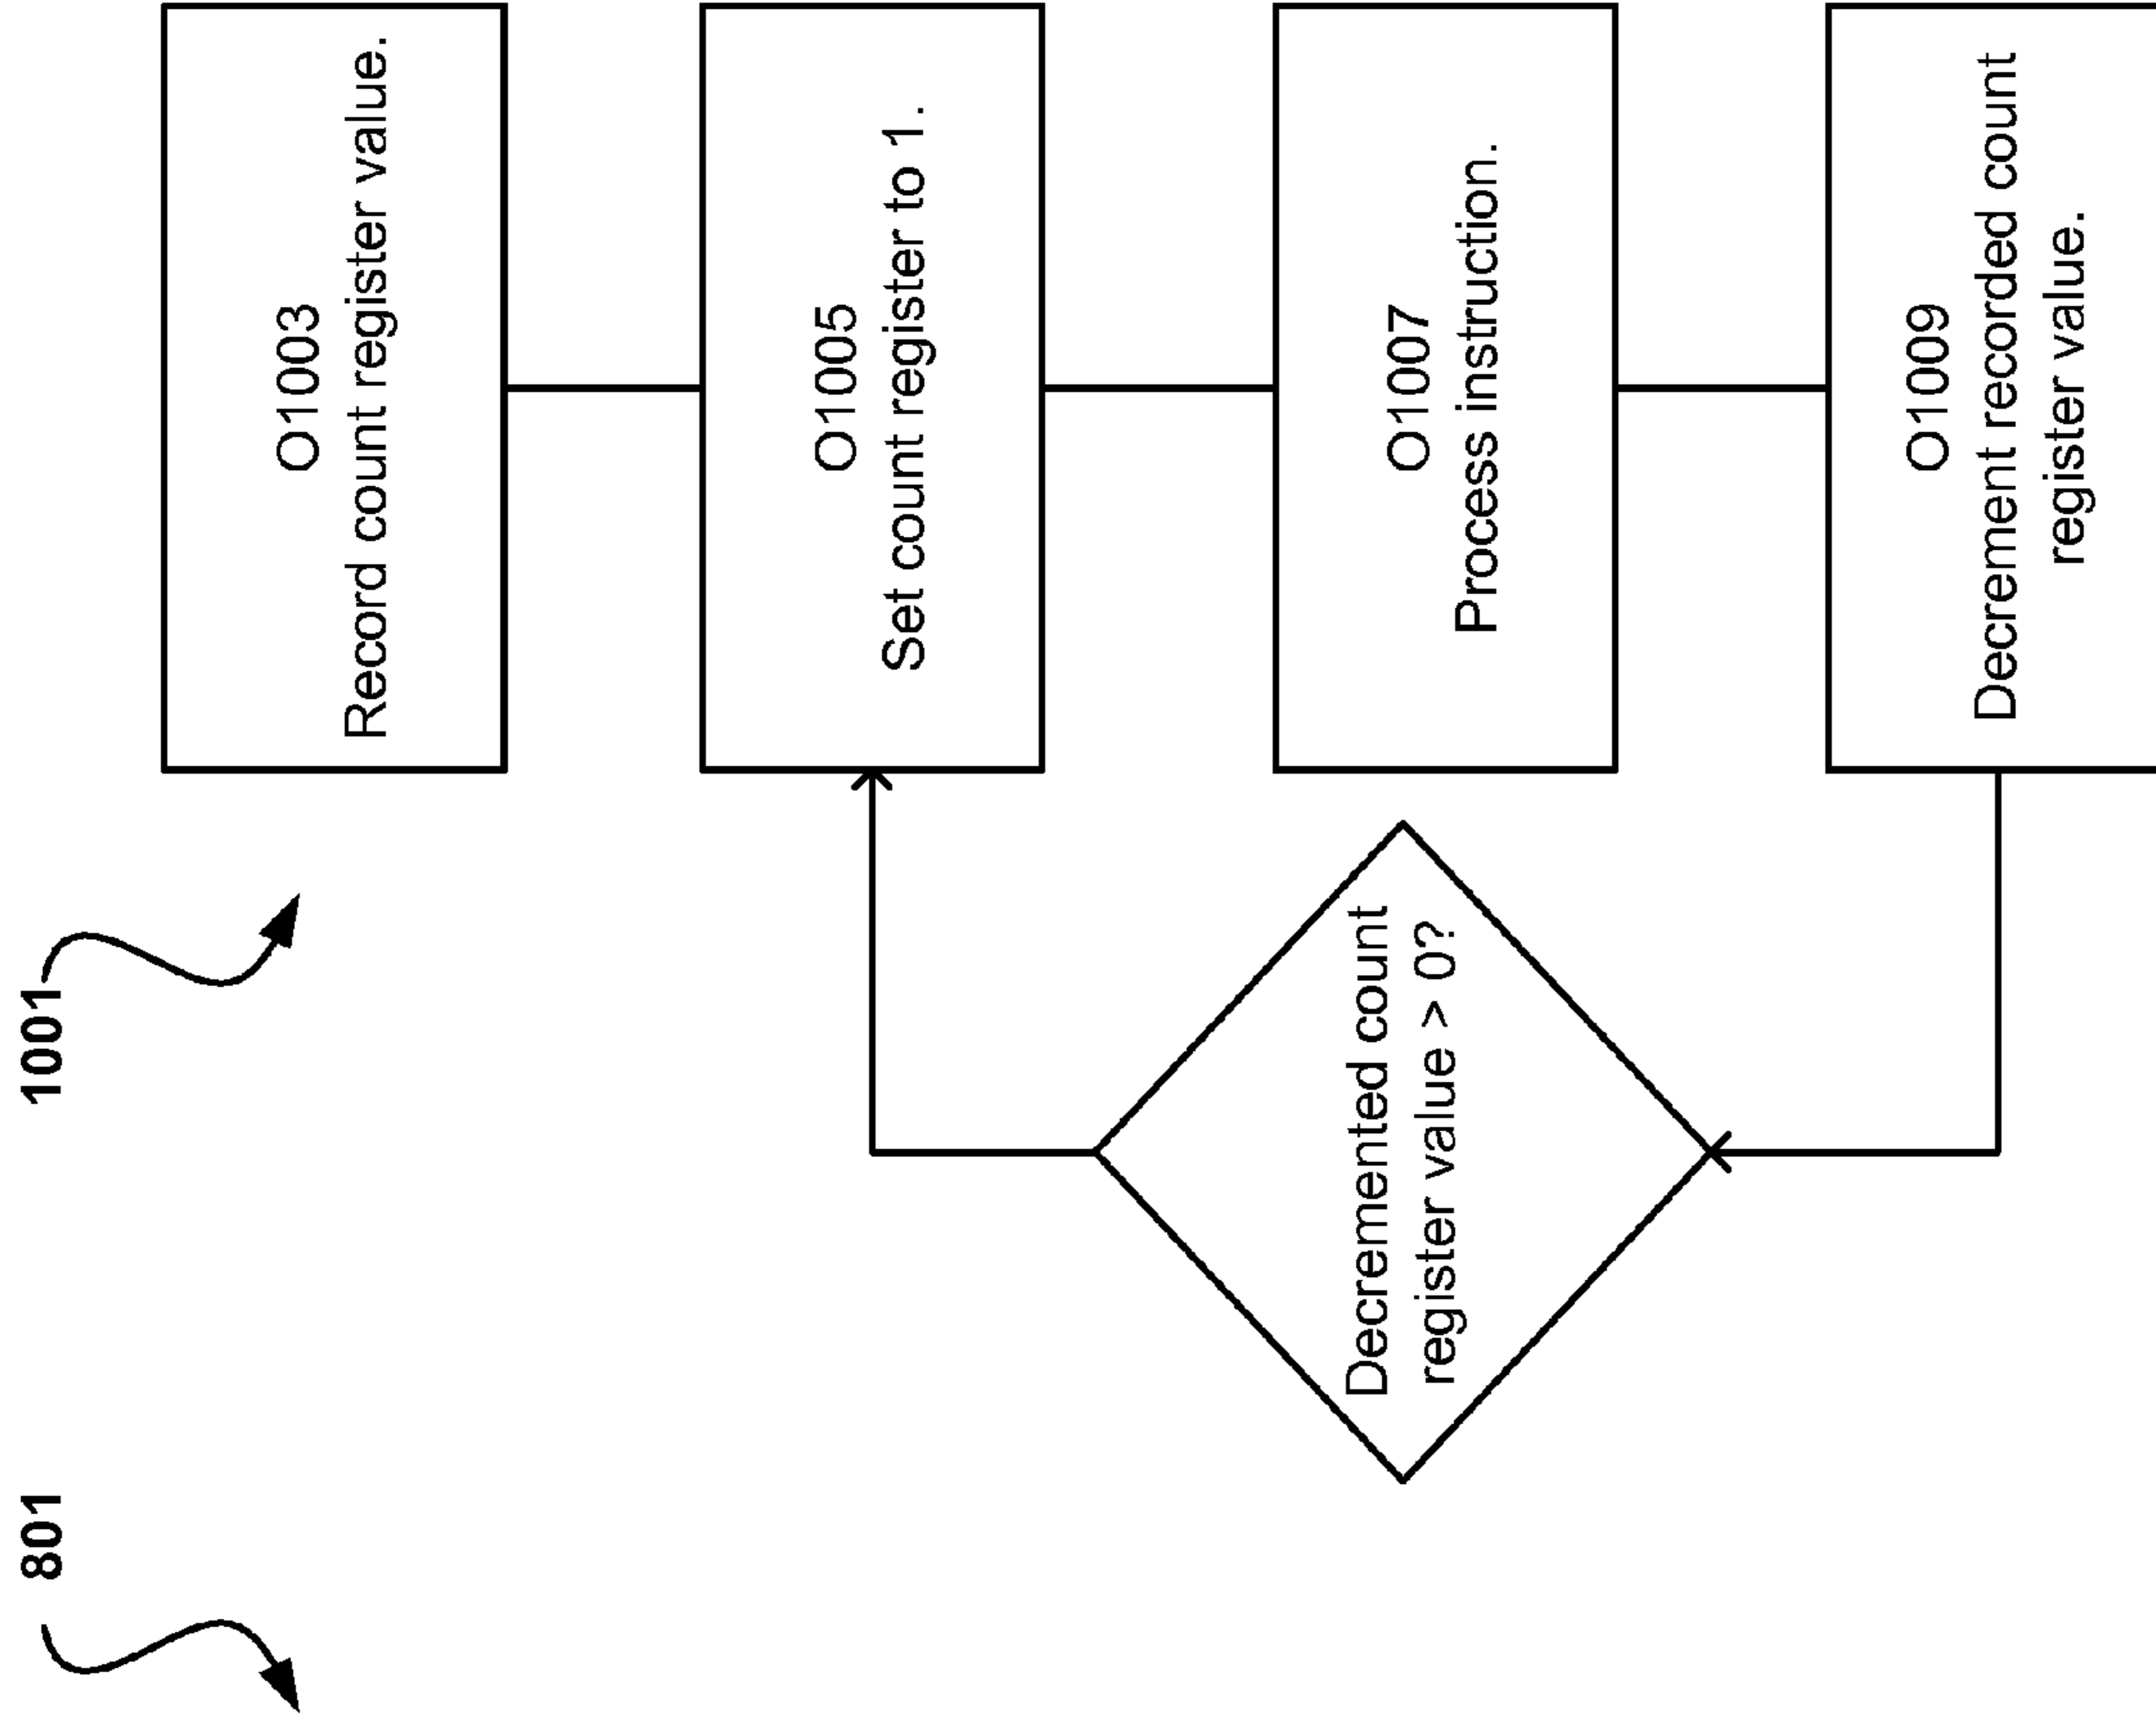 801
1001
O1003
Record count register value.
O1005
Set count register to 1.
Decremented count
register value > 0?
O1007
Process instruction.
O1009
Decrement recorded count
register value.